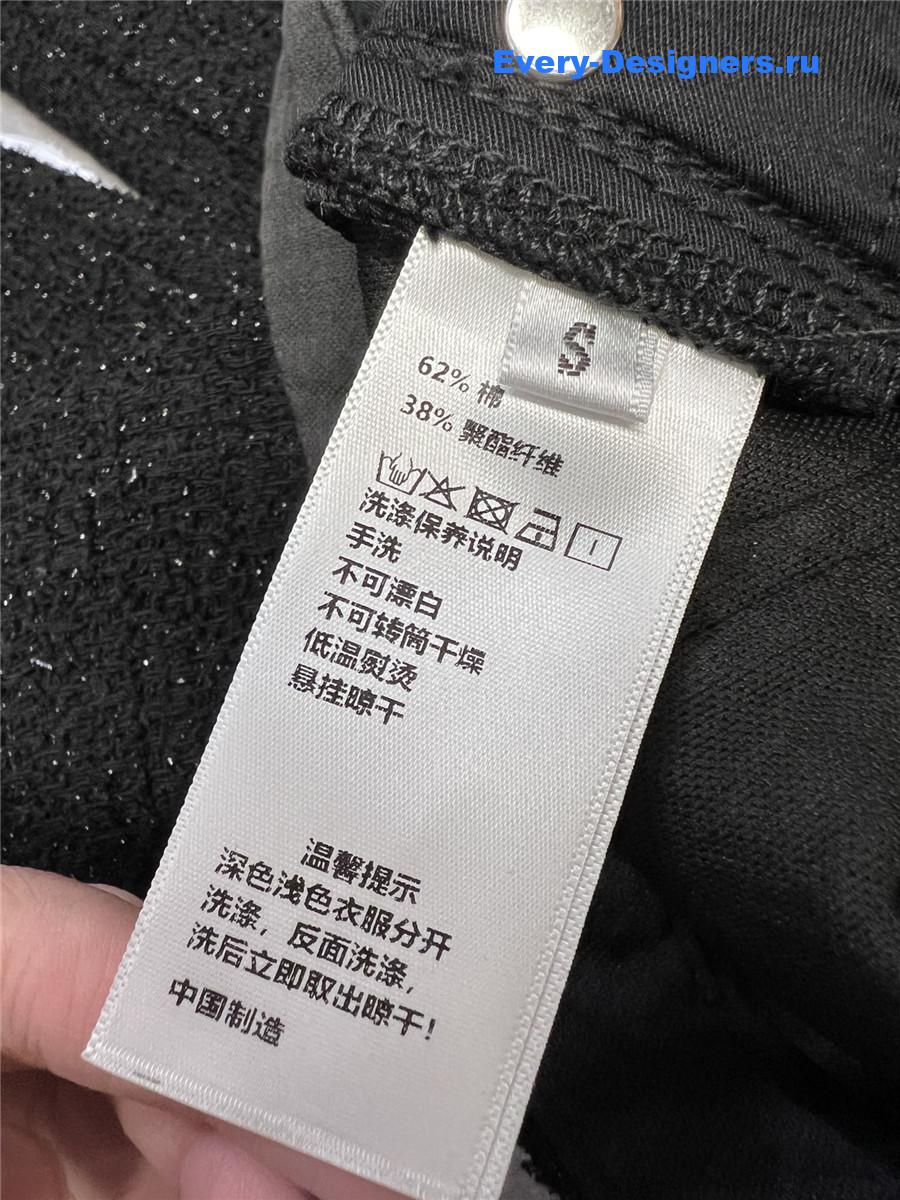 Every-Designers.ru
S
62% 棉
38% 聚酯纤维
洗涤保养说明
手洗
不可漂白
不可转筒干燥
低温熨烫
悬挂晾干
温馨提示
深色浅色衣服分开
洗涤，反面洗涤，
洗后立即取出晾干！
中国制造